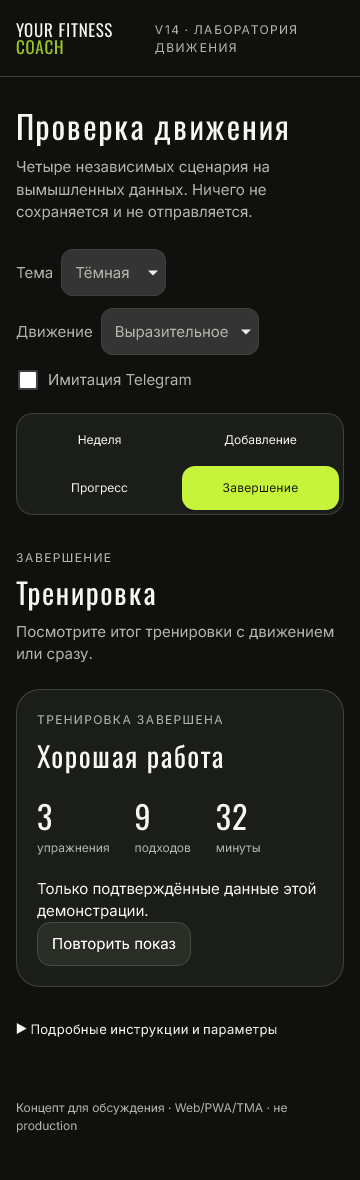 YOUR FITNESS
COACH
V14 · ЛАБОРАТОРИЯ
ДВИЖЕНИЯ
Проверка движения
Четыре независимых сценария на
вымышленных данных. Ничего не
сохраняется и не отправляется.
Тема
Тёмная
Движение
Выразительное
Имитация Telegram
Неделя
Добавление
Прогресс
Завершение
ЗАВЕРШЕНИЕ
Тренировка
Посмотрите итог тренировки с движением
или сразу.
ТРЕНИРОВКА ЗАВЕРШЕНА
Хорошая работа
3
9
32
упражнения
подходов
минуты
Только подтверждённые данные этой
демонстрации.
Повторить показ
Подробные инструкции и параметры
Концепт для обсуждения · Web/PWA/TMA · не
production